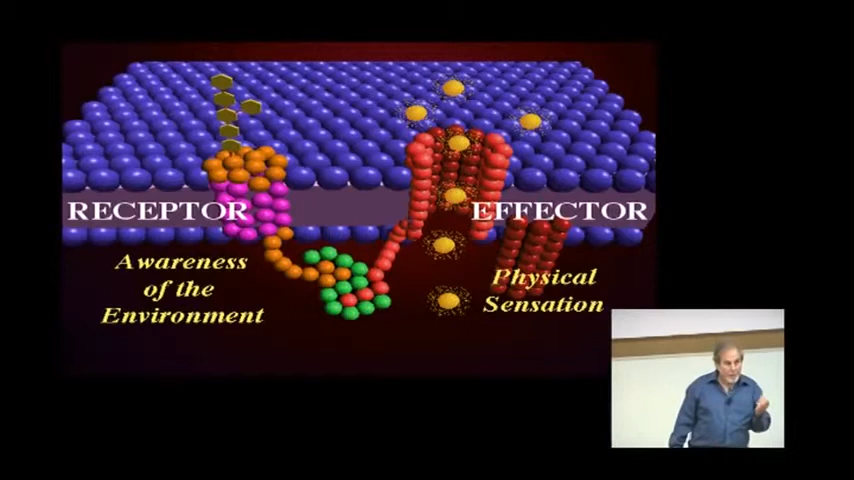 RECEPTOR
EFFECTOR
Awareness
of the
Environment
Physical
Sensation